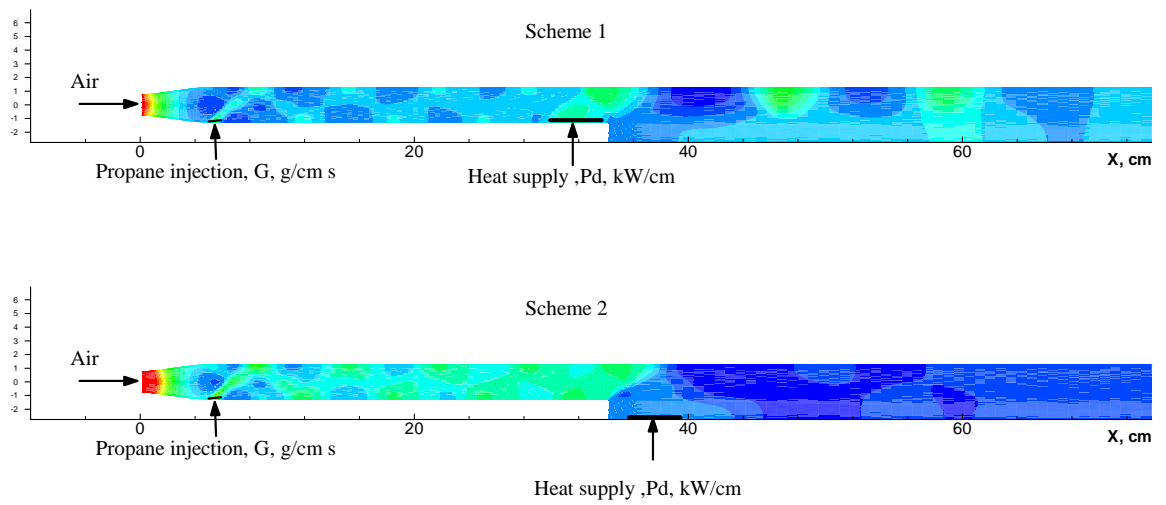 Scheme 1
6
5
4
3
2
1
0
-1
-2
Air
0 20 40 60
X, cm
Propane injection, G, g/cm s
Heat supply ,Pd, kW/cm
Scheme 2
6
5
4
3
2
1
0
-1
-2
Air
0 20 40 60
X, cm
Propane injection, G, g/cm s
Heat supply ,Pd, kW/cm